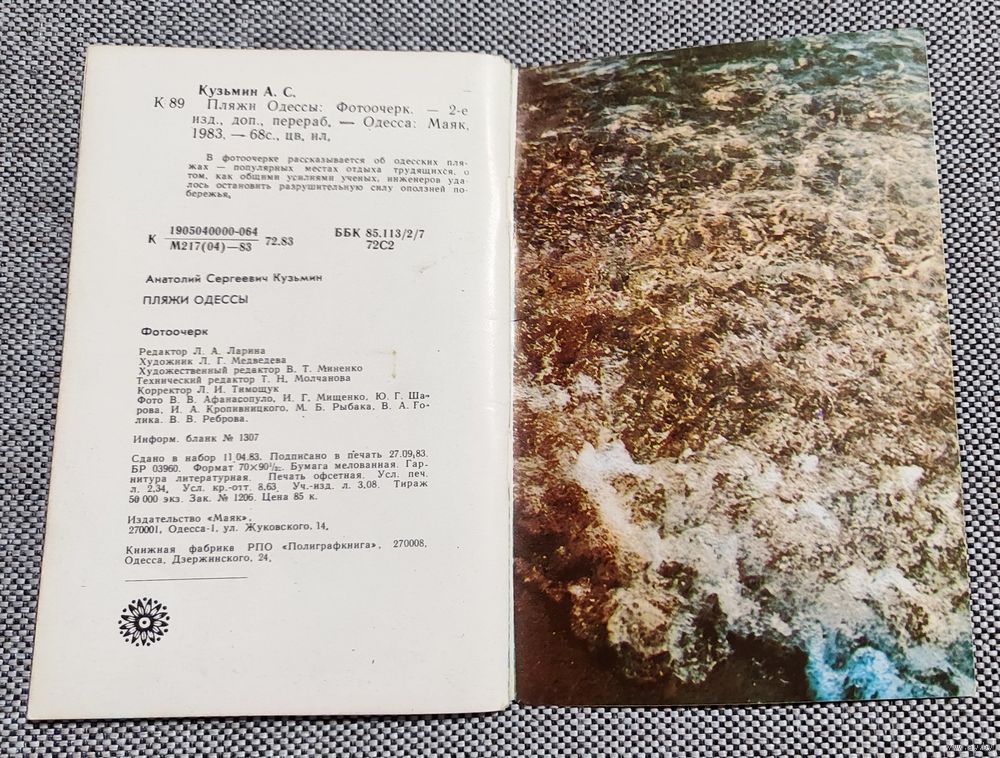 Кузьмин А. С.
К 89 Пляжи Одессы: Фотоочерк. — 2-е
изд., доп., перераб. — Одесса: Маяк,
1983. — 68с., цв. ил.
В фотоочерке рассказывается об одесских пля-
жах — популярных местах отдыха трудящихся, о
том, как общими усилиями ученых, инженеров уда-
лось остановить разрушительную силу оползней по-
бережья.
К 1905040000-064 / М217(04)—83 72.83 ББК 85.113/2/7
72С2
Анатолий Сергеевич Кузьмин
ПЛЯЖИ ОДЕССЫ
Фотоочерк
Редактор Л. А. Ларина
Художник Л. Г. Медведева
Художественный редактор В. Т. Миненко
Технический редактор Т. Н. Молчанова
Корректор Л. И. Тимощук
Фото В. В. Афанасопуло, И. Г. Мищенко, Ю. Г. Ша-
рова, И. А. Кропивницкого, М. Б. Рыбака, В. А. Го-
лика, В. В. Реброва.
Информ. бланк № 1307
Сдано в набор 11.04.83. Подписано в печать 27.09.83.
БР 03960. Формат 70×90¹/₃₂. Бумага мелованная. Гар-
нитура литературная. Печать офсетная. Усл. печ.
л. 2,34. Усл. кр.-отт. 8,63. Уч.-изд. л. 3,08. Тираж
50 000 экз. Зак. № 1206. Цена 85 к.
Издательство «Маяк»,
270001, Одесса-1, ул. Жуковского, 14.
Книжная фабрика РПО «Полиграфкнига», 270008,
Одесса, Дзержинского, 24.